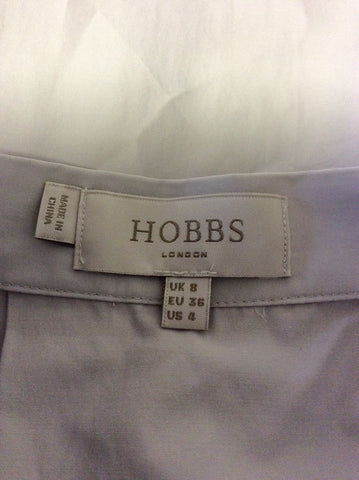 HOBBS
LONDON
MADE IN
CHINA
UK 8
EU 36
US 4